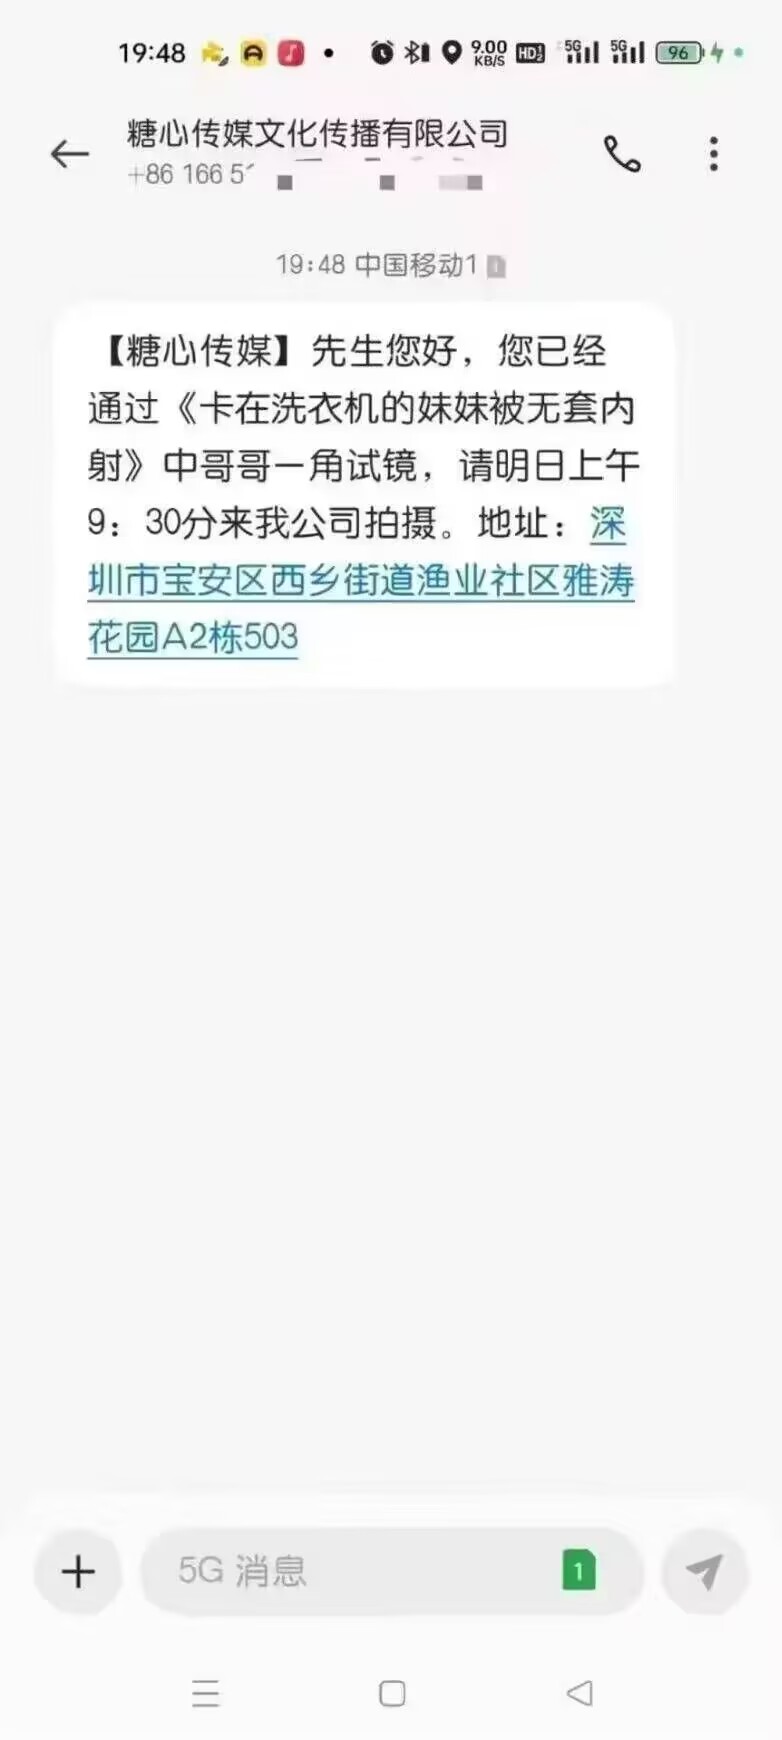 19:48 9.00 KB/S HD 5G 5G 96
糖心传媒文化传播有限公司
+86 166 5
19:48 中国移动1
【糖心传媒】先生您好，您已经
通过《卡在洗衣机的妹妹被无套内
射》中哥哥一角试镜，请明日上午
9：30分来我公司拍摄。地址：深
圳市宝安区西乡街道渔业社区雅涛
花园A2栋503
5G 消息 1